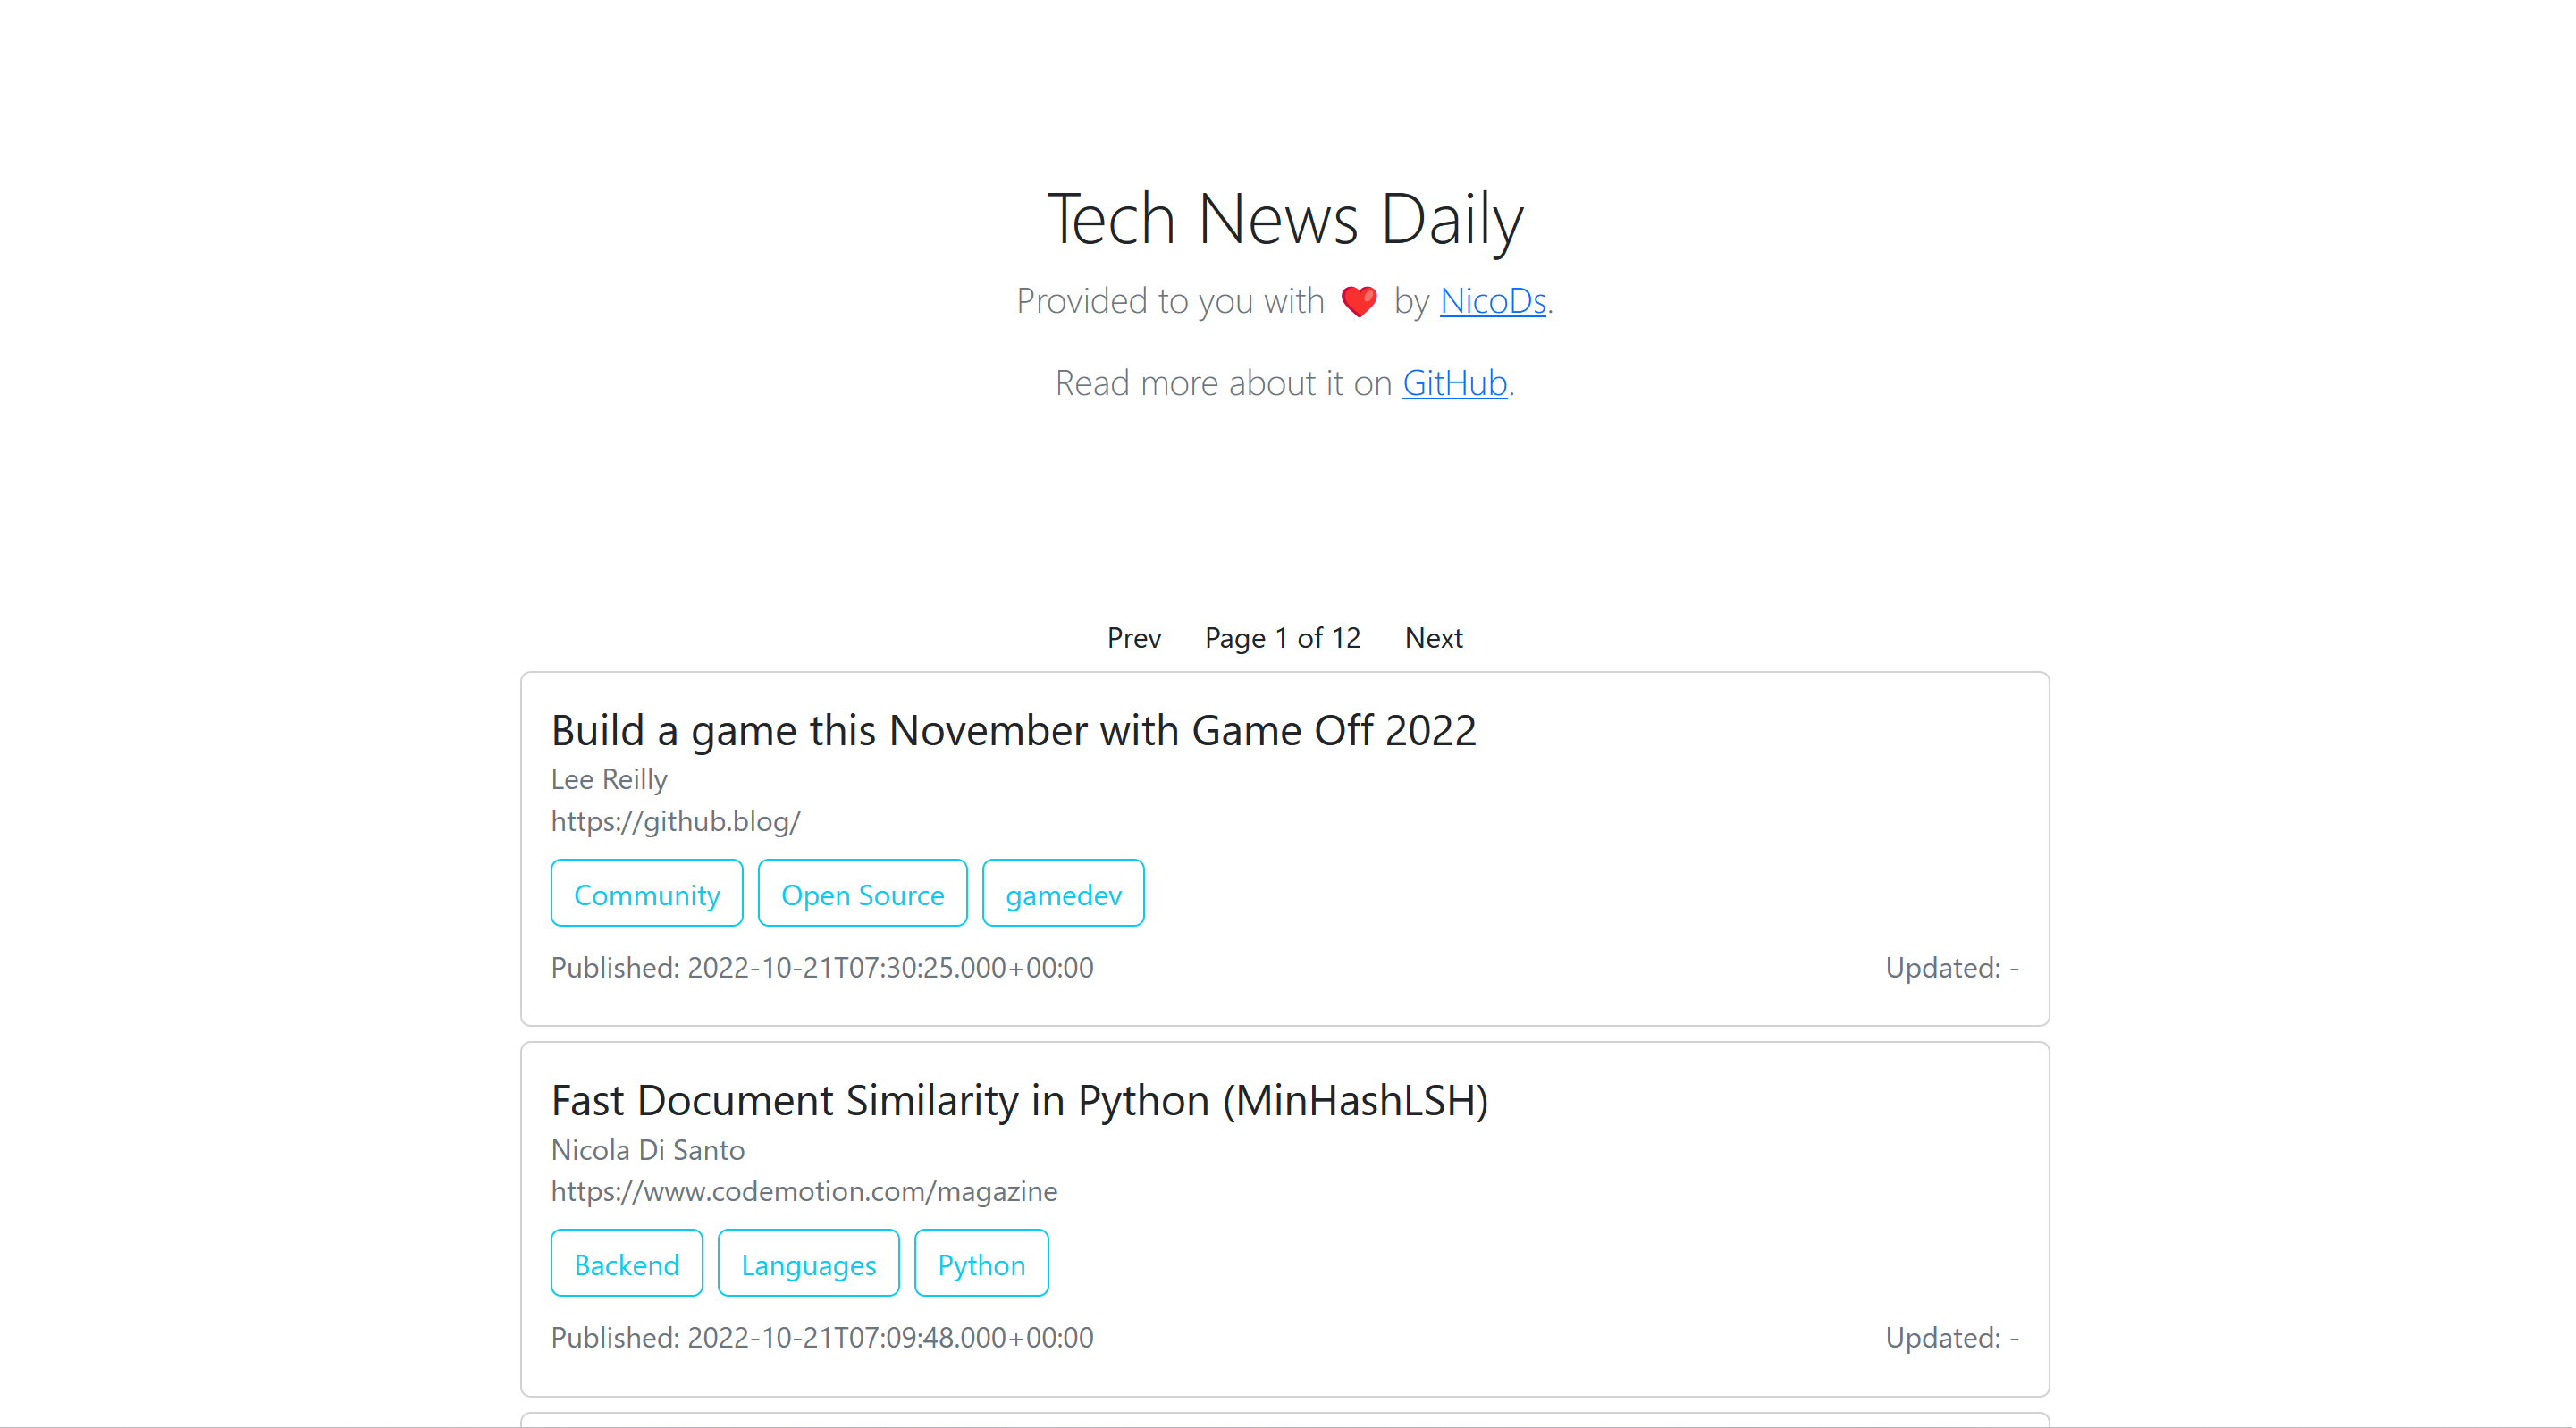 Tech News Daily
Provided to you with ❤️ by NicoDs.
Read more about it on GitHub.
Prev Page 1 of 12 Next
Build a game this November with Game Off 2022
Lee Reilly
https://github.blog/
Community Open Source gamedev
Published: 2022-10-21T07:30:25.000+00:00 Updated: -
Fast Document Similarity in Python (MinHashLSH)
Nicola Di Santo
https://www.codemotion.com/magazine
Backend Languages Python
Published: 2022-10-21T07:09:48.000+00:00 Updated: -